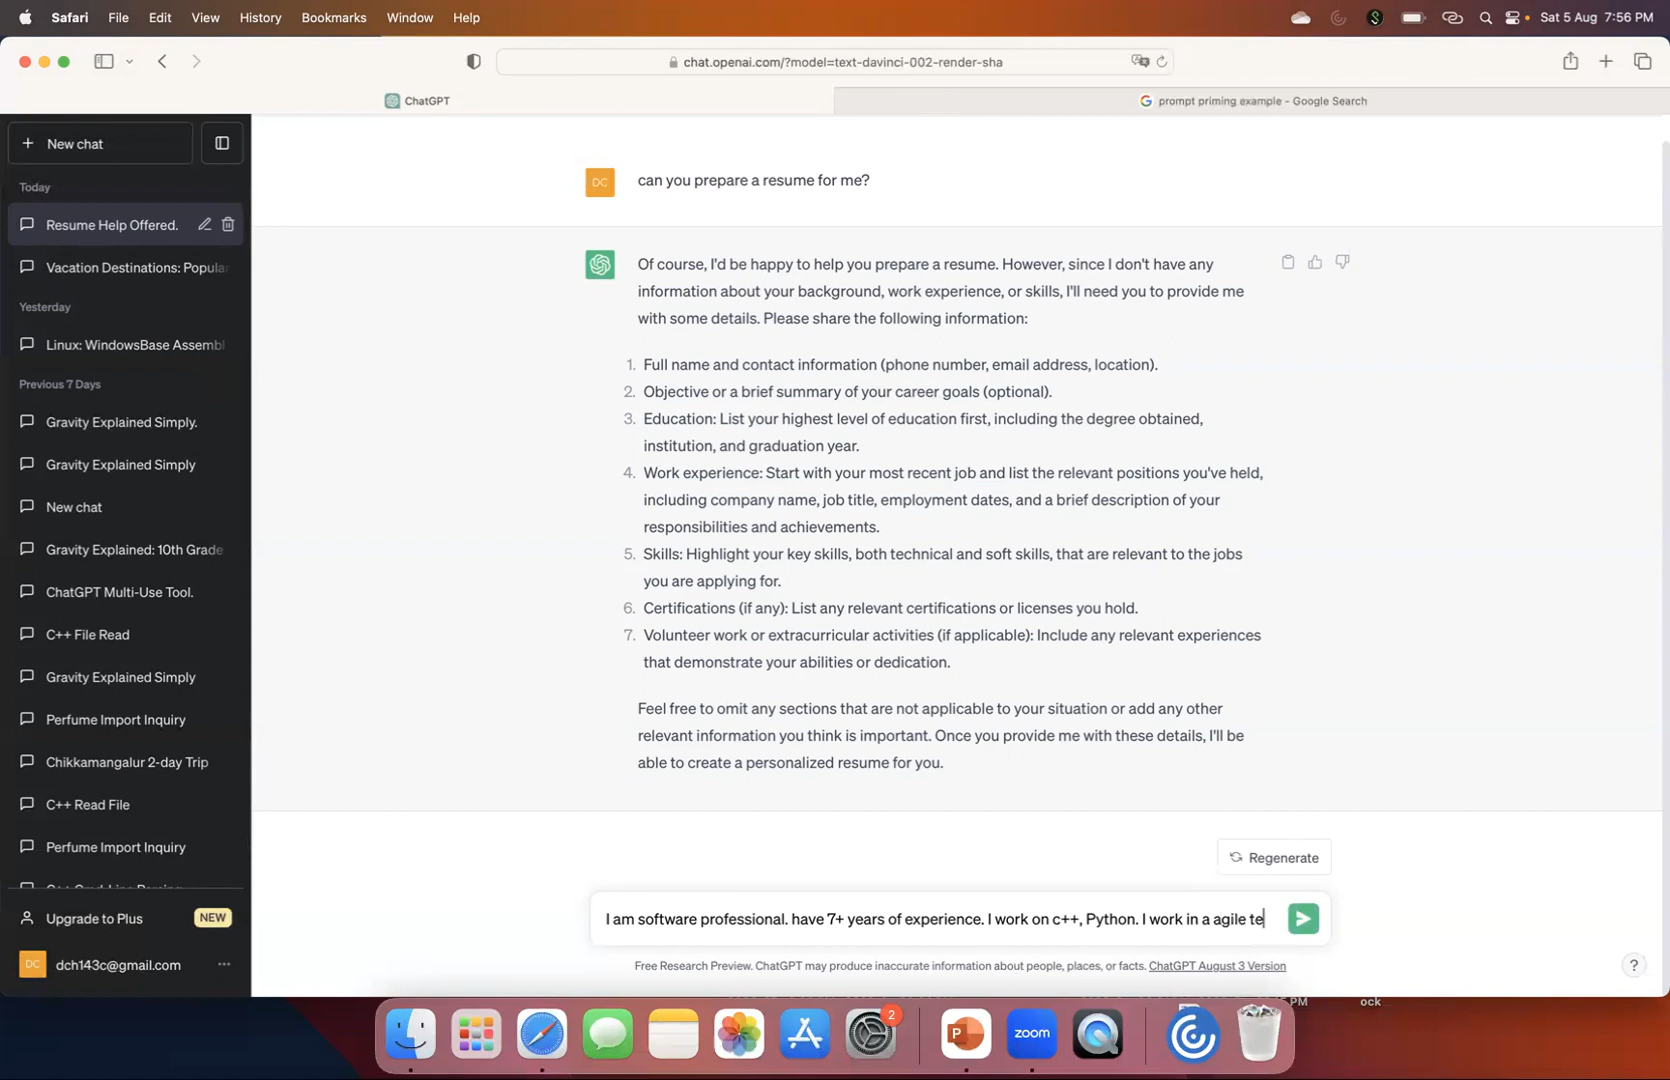 Safari File Edit View History Bookmarks Window Help Sat 5 Aug 7:56 PM
chat.openai.com/?model=text-davinci-002-render-sha
ChatGPT
prompt priming example - Google Search
+ New chat
Today
Resume Help Offered.
Vacation Destinations: Popula
Yesterday
Linux: WindowsBase Assembl
Previous 7 Days
Gravity Explained Simply.
Gravity Explained Simply
New chat
Gravity Explained: 10th Grade
ChatGPT Multi-Use Tool.
C++ File Read
Gravity Explained Simply
Perfume Import Inquiry
Chikkamangalur 2-day Trip
C++ Read File
Perfume Import Inquiry
Upgrade to Plus NEW
DC dch143c@gmail.com
DC can you prepare a resume for me?
Of course, I'd be happy to help you prepare a resume. However, since I don't have any
information about your background, work experience, or skills, I'll need you to provide me
with some details. Please share the following information:
1. Full name and contact information (phone number, email address, location).
2. Objective or a brief summary of your career goals (optional).
3. Education: List your highest level of education first, including the degree obtained,
institution, and graduation year.
4. Work experience: Start with your most recent job and list the relevant positions you've held,
including company name, job title, employment dates, and a brief description of your
responsibilities and achievements.
5. Skills: Highlight your key skills, both technical and soft skills, that are relevant to the jobs
you are applying for.
6. Certifications (if any): List any relevant certifications or licenses you hold.
7. Volunteer work or extracurricular activities (if applicable): Include any relevant experiences
that demonstrate your abilities or dedication.
Feel free to omit any sections that are not applicable to your situation or add any other
relevant information you think is important. Once you provide me with these details, I'll be
able to create a personalized resume for you.
Regenerate
I am software professional. have 7+ years of experience. I work on c++, Python. I work in a agile te
Free Research Preview. ChatGPT may produce inaccurate information about people, places, or facts. ChatGPT August 3 Version
?
PM ock
2
P
zoom